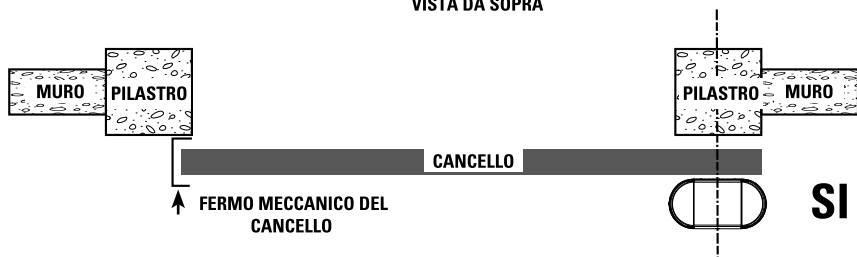 VISTA DA SOPRA
MURO PILASTRO PILASTRO MURO
CANCELLO
FERMO MECCANICO DEL
CANCELLO
SI